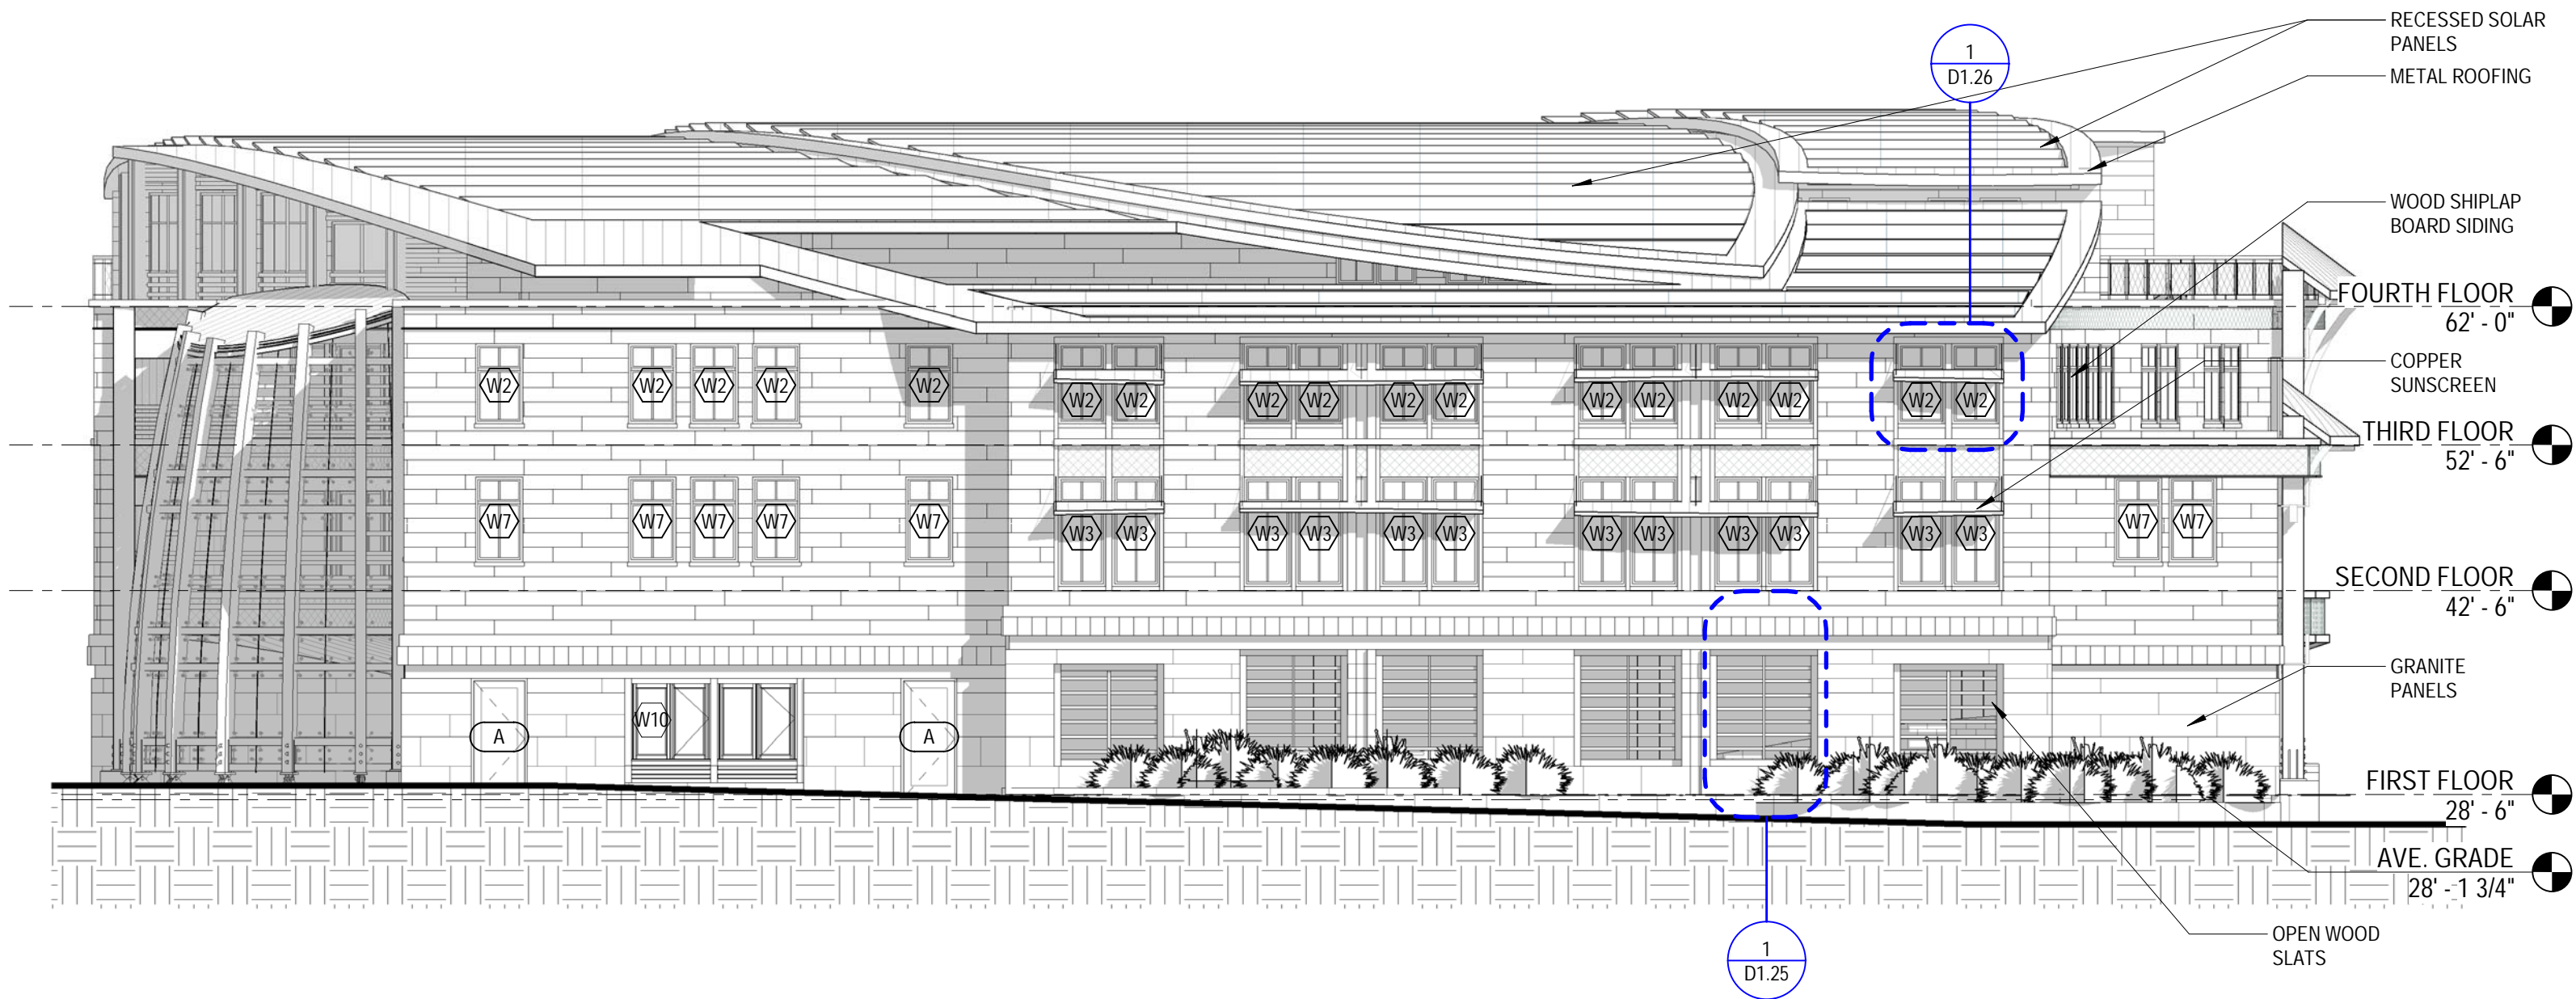 RECESSED SOLAR
PANELS
1
D1.26
METAL ROOFING
WOOD SHIPLAP
BOARD SIDING
FOURTH FLOOR
62' - 0"
COPPER
SUNSCREEN
W2 W2 W2 W2 W2 W2 W2 W2 W2 W2 W2 W2 W2 W2 W2 W2 W2
THIRD FLOOR
52' - 6"
W7 W7 W7 W7 W7 W3 W3 W3 W3 W3 W3 W3 W3 W3 W3 W3 W3 W7 W7
SECOND FLOOR
42' - 6"
GRANITE
PANELS
W10
A A
FIRST FLOOR
28' - 6"
AVE. GRADE
28' - 1 3/4"
OPEN WOOD
SLATS
1
D1.25